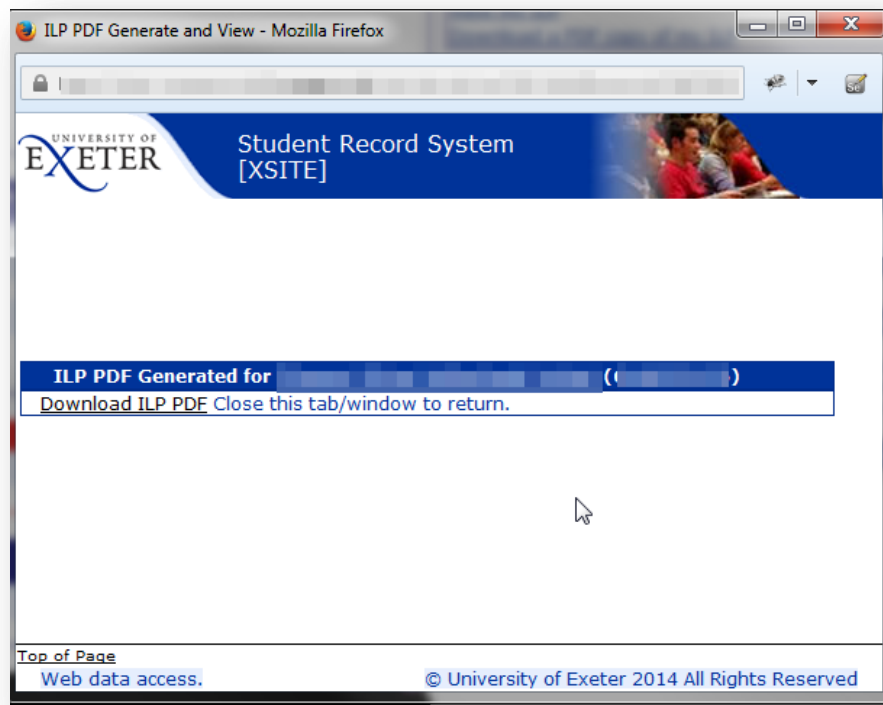 ILP PDF Generate and View - Mozilla Firefox
UNIVERSITY OF
EXETER
Student Record System
[XSITE]
ILP PDF Generated for ( )
Download ILP PDF Close this tab/window to return.
Top of Page
Web data access.
© University of Exeter 2014 All Rights Reserved